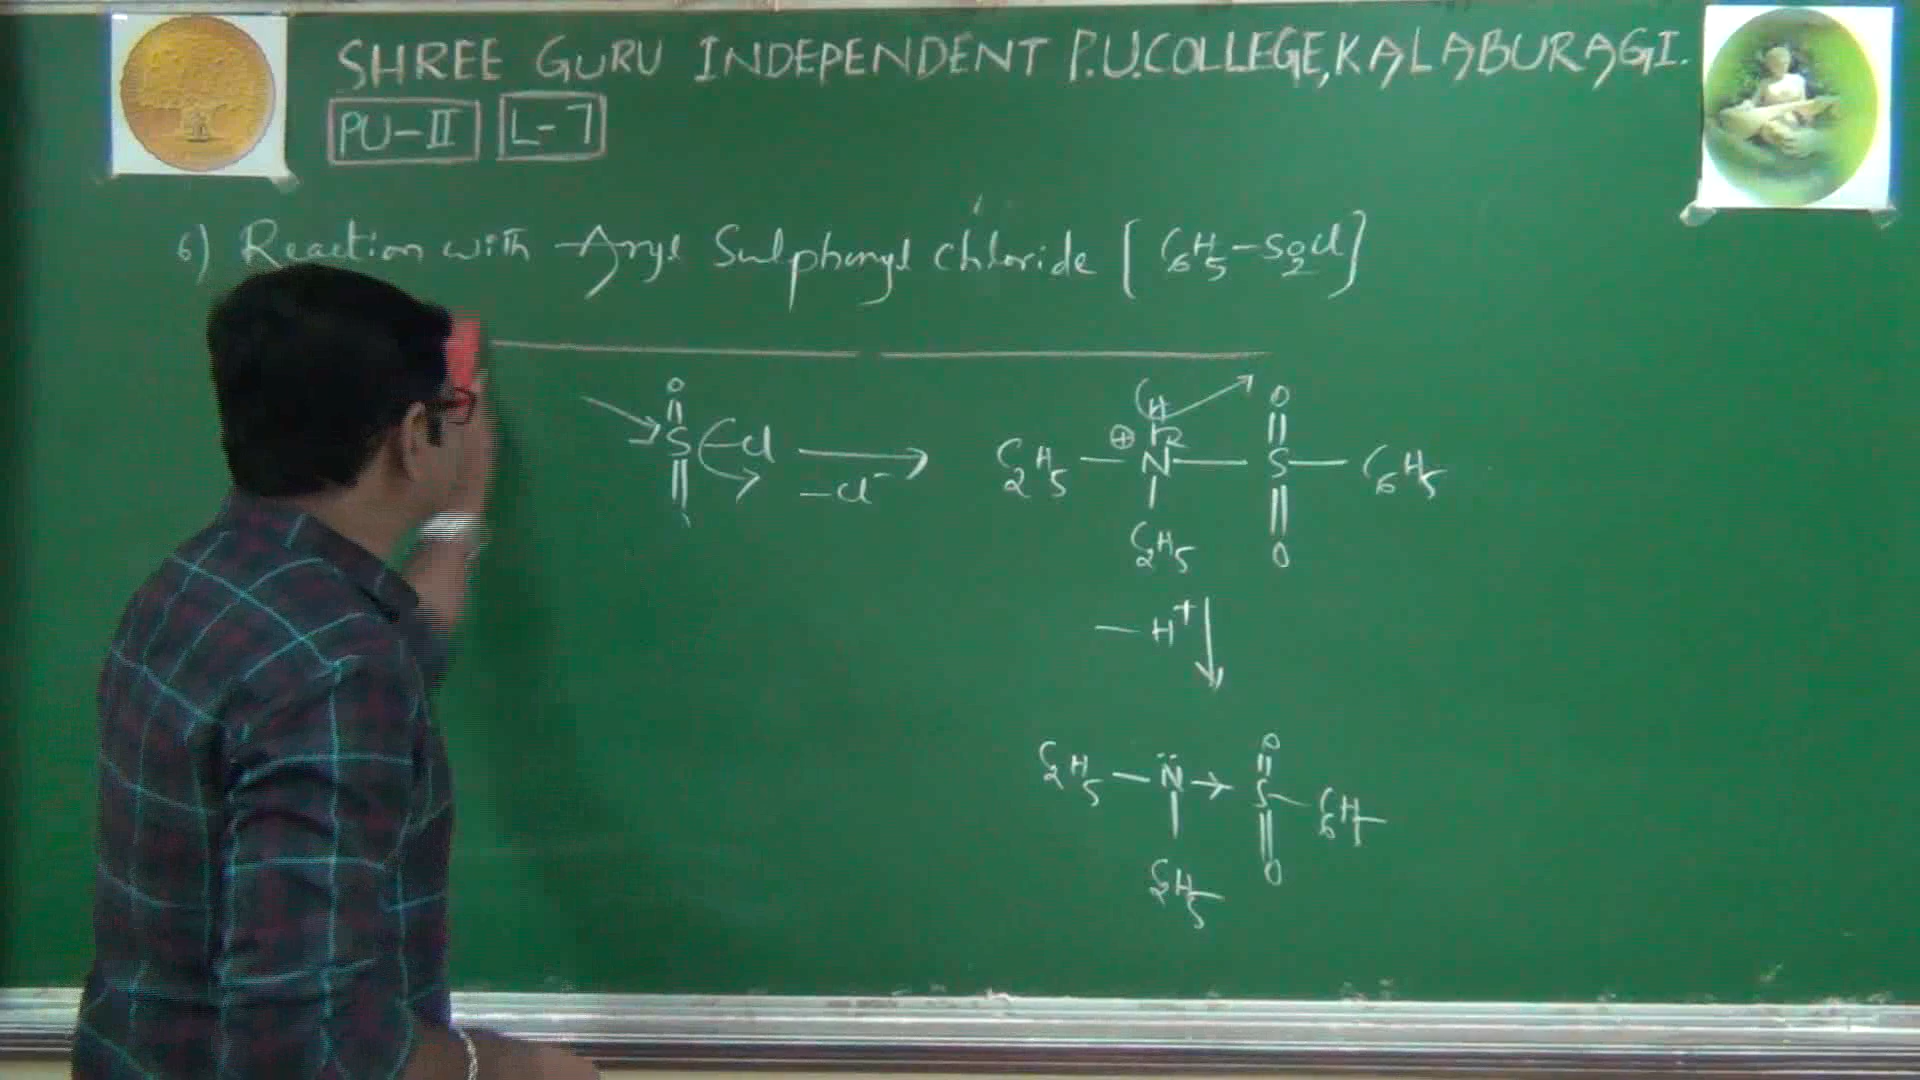 SHREE GURU INDEPENDENT P.U.COLLEGE, KALABURAGI.
PU-II L-7
6) Reaction with Aryl Sulphonyl chloride [C6H5-SO2Cl]
O
S-Cl
-Cl-
H
O
C2H5-N-S-C6H5
⊕
C2H5
O
-H+
O
C2H5-N→S-C6H
C2H5
O